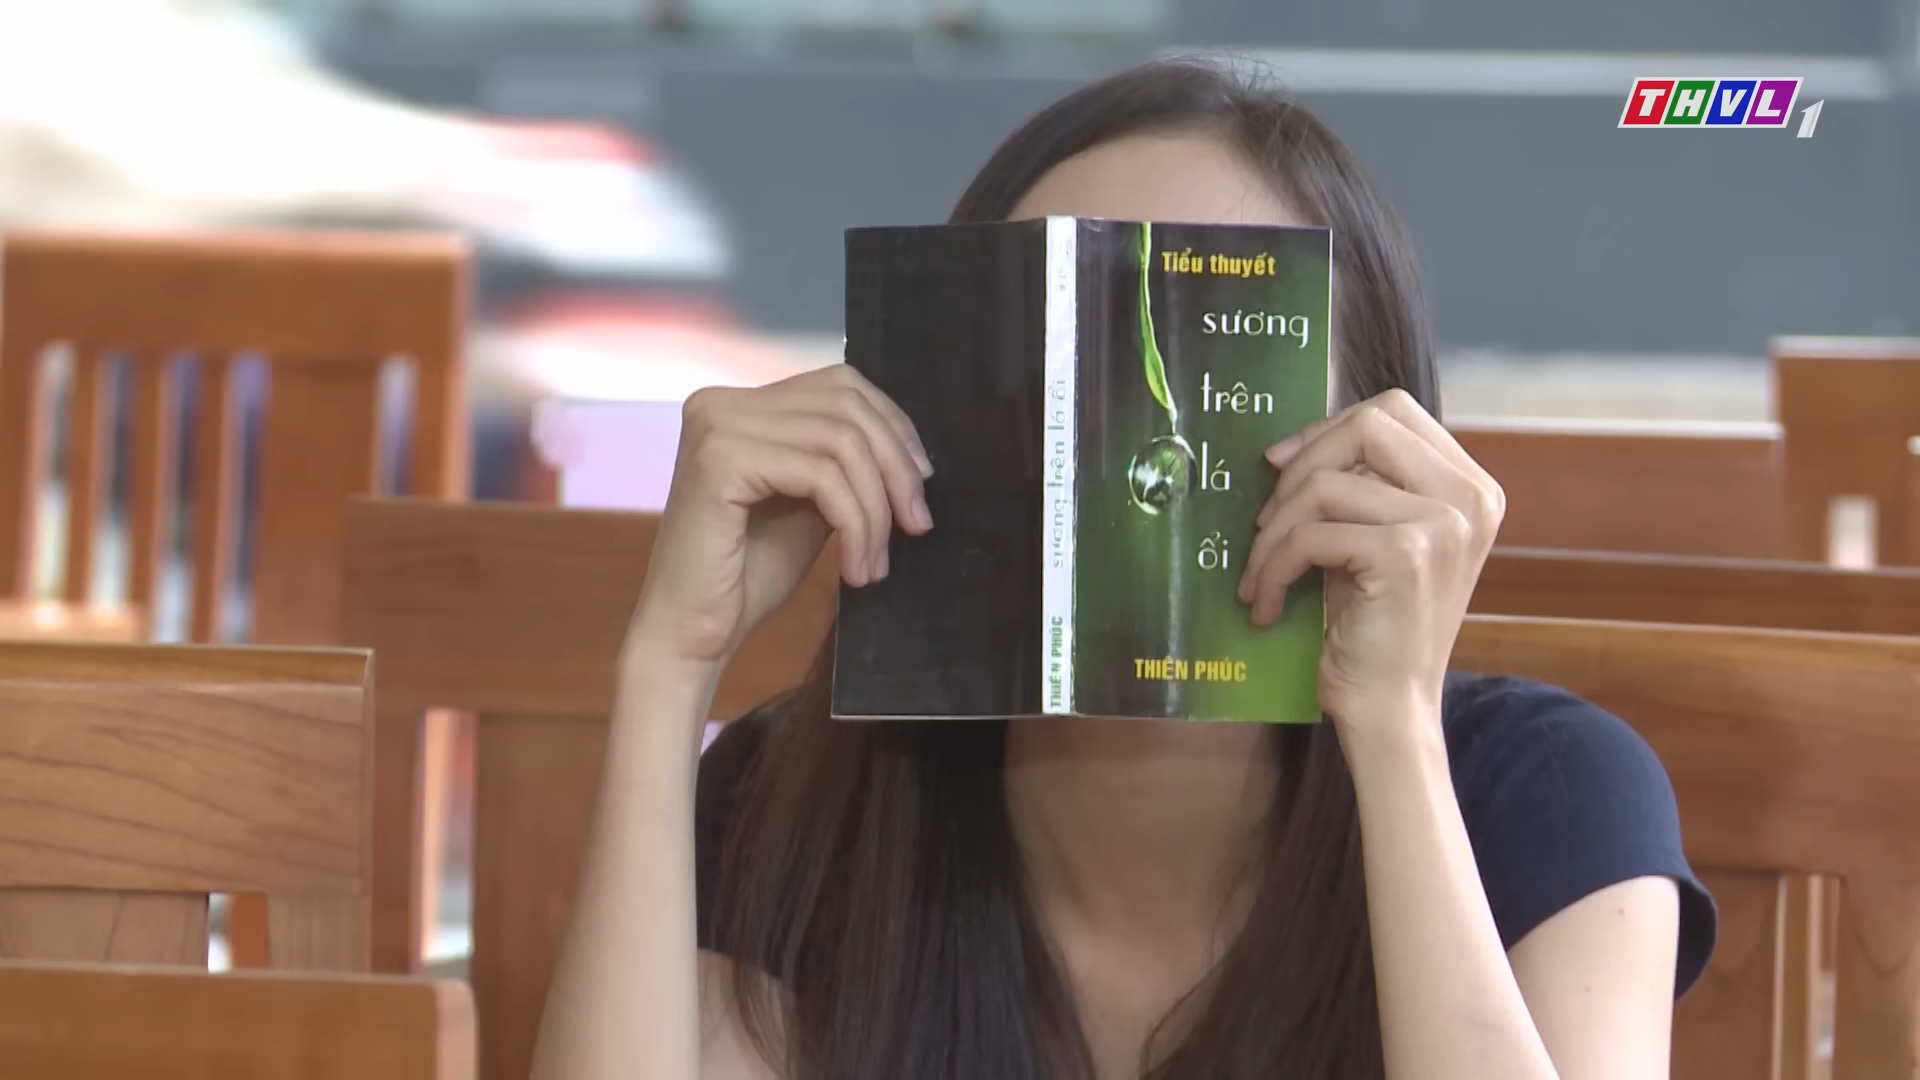 THVL1
Tiểu thuyết
sương
trên
lá
ổi
THIÊN PHÚC
sương trên lá ổi
THIÊN PHÚC